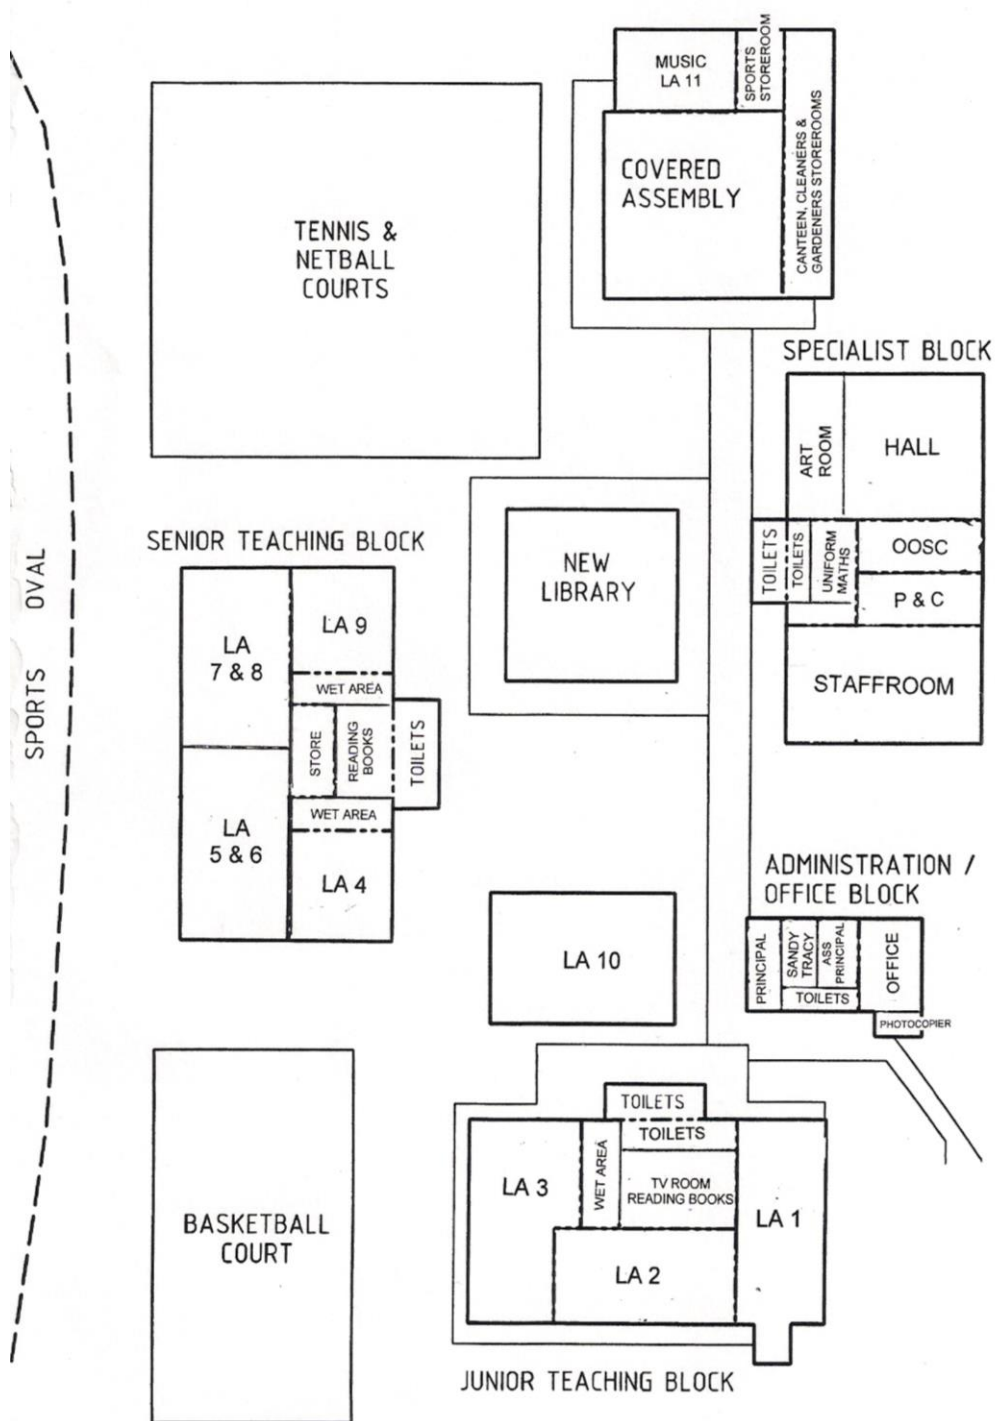 MUSIC
LA 11
SPORTS
STOREROOM
CANTEEN, CLEANERS &
GARDENERS STOREROOMS
COVERED
ASSEMBLY
TENNIS &
NETBALL
COURTS
SPECIALIST BLOCK
ART
ROOM
HALL
TOILETS
TOILETS
UNIFORM
MATHS
OOSC
P & C
STAFFROOM
NEW
LIBRARY
SENIOR TEACHING BLOCK
LA
7 & 8
LA 9
WET AREA
STORE
READING
BOOKS
TOILETS
WET AREA
LA
5 & 6
LA 4
SPORTS OVAL
ADMINISTRATION /
OFFICE BLOCK
PRINCIPAL
SANDY
TRACY
ASS
PRINCIPAL
TOILETS
OFFICE
PHOTOCOPIER
LA 10
TOILETS
TOILETS
LA 3
WET AREA
TV ROOM
READING BOOKS
LA 1
LA 2
BASKETBALL
COURT
JUNIOR TEACHING BLOCK